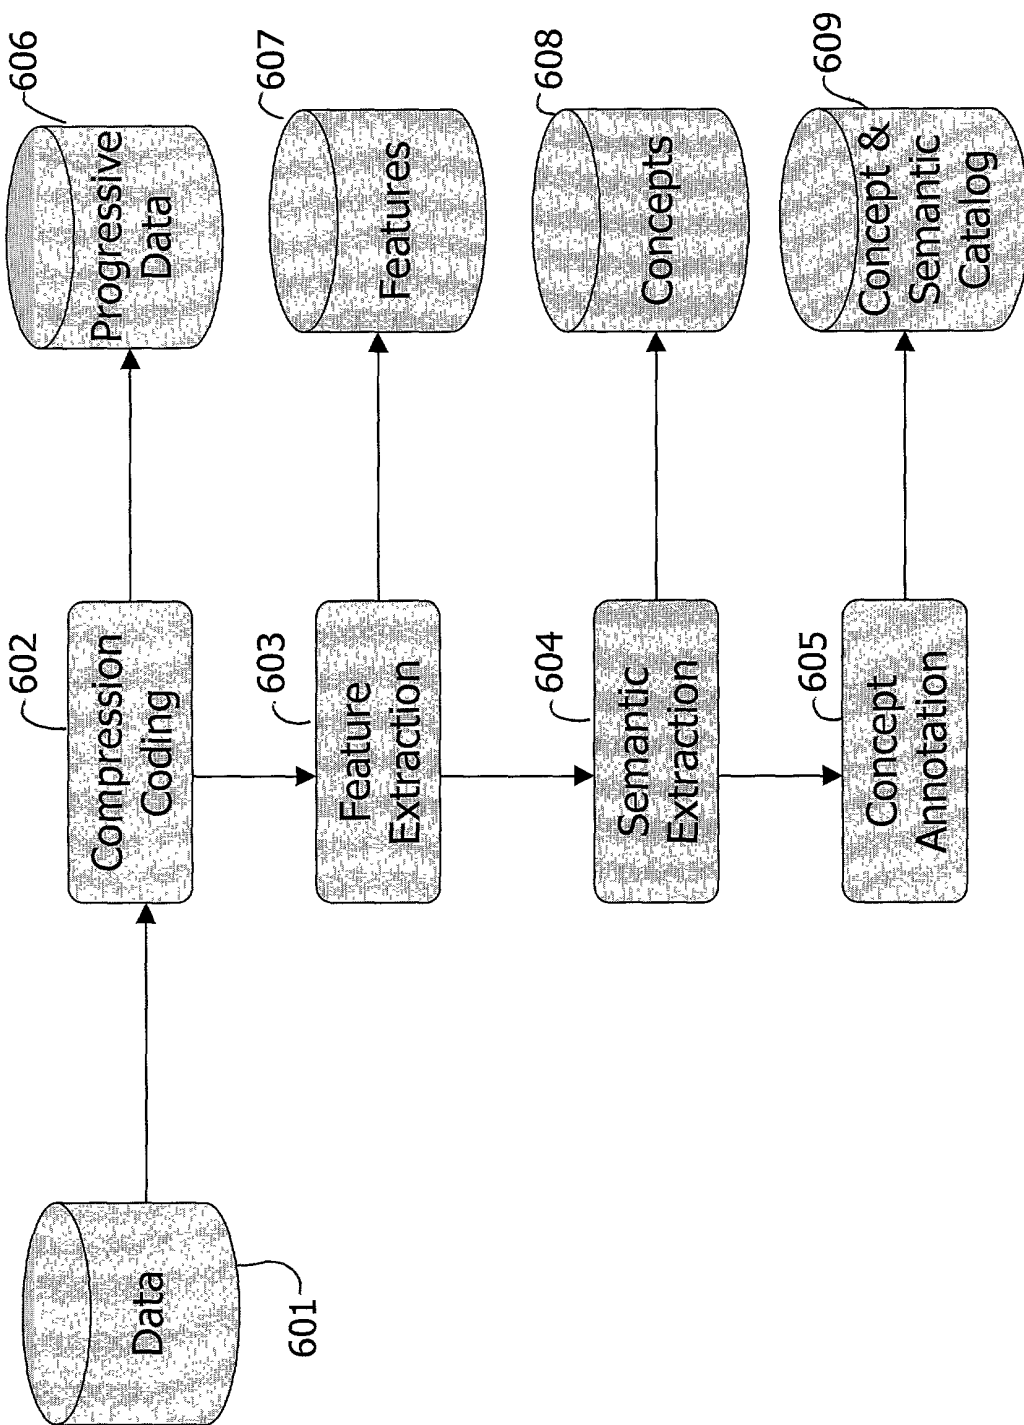 601
Data
602
Compression
Coding
606
Progressive
Data
603
Feature
Extraction
607
Features
604
Semantic
Extraction
608
Concepts
605
Concept
Annotation
609
Concept &
Semantic
Catalog